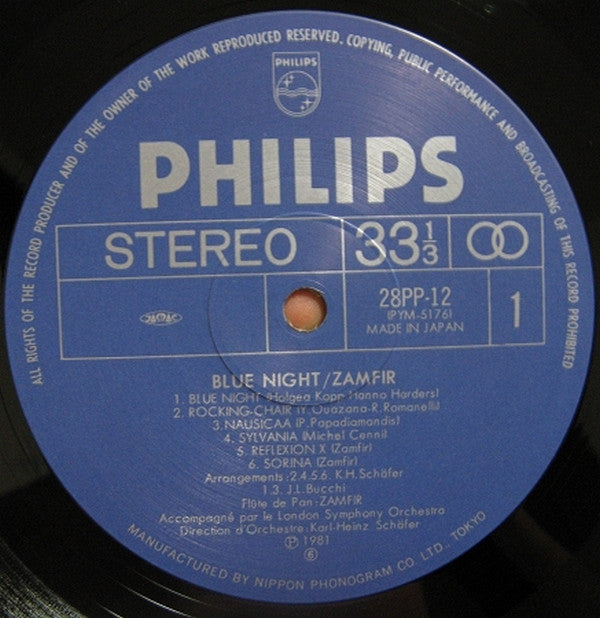 ALL RIGHTS OF THE RECORD PRODUCER AND OF THE OWNER OF THE WORK REPRODUCED RESERVED. COPYING, PUBLIC PERFORMANCE AND BROADCASTING OF THIS RECORD PROHIBITED
PHILIPS
PHILIPS
STEREO 33 1/3
JASRAC 28PP-12 1
(PYM-5176)
MADE IN JAPAN
BLUE NIGHT/ZAMFIR
1. BLUE NIGHT (Holgea Kopp-Hanno Harders)
2. ROCKING-CHAIR (Y. Ouazana-R. Romanelli)
3. NAUSICAA (P. Papadiamandis)
4. SYLVANIA (Michel Cenni)
5. REFLEXION X (Zamfir)
6. SORINA (Zamfir)
Arrangements: 2.4.5.6. K.H. Schäfer
1.3. J.L. Bucchi
Flûte de Pan: ZAMFIR
Accompagné par le London Symphony Orchestra
Direction d'Orchestre: Karl-Heinz Schäfer
Ⓟ 1981
⑥
MANUFACTURED BY NIPPON PHONOGRAM CO LTD., TOKYO